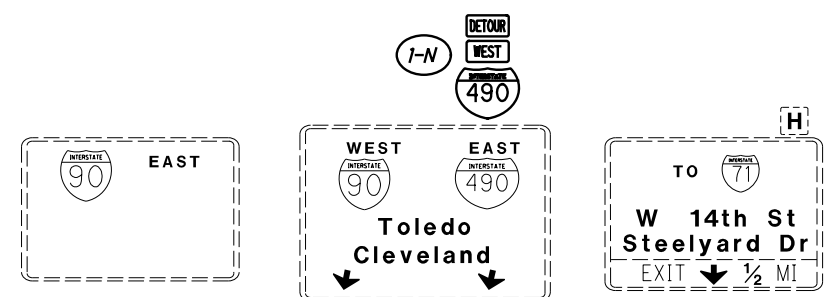 DETOUR
1-N WEST
INTERSTATE
490
H
INTERSTATE
90 EAST
WEST EAST
INTERSTATE INTERSTATE
90 490
Toledo
Cleveland
TO INTERSTATE
71
W 14th St
Steelyard Dr
EXIT ½ MI